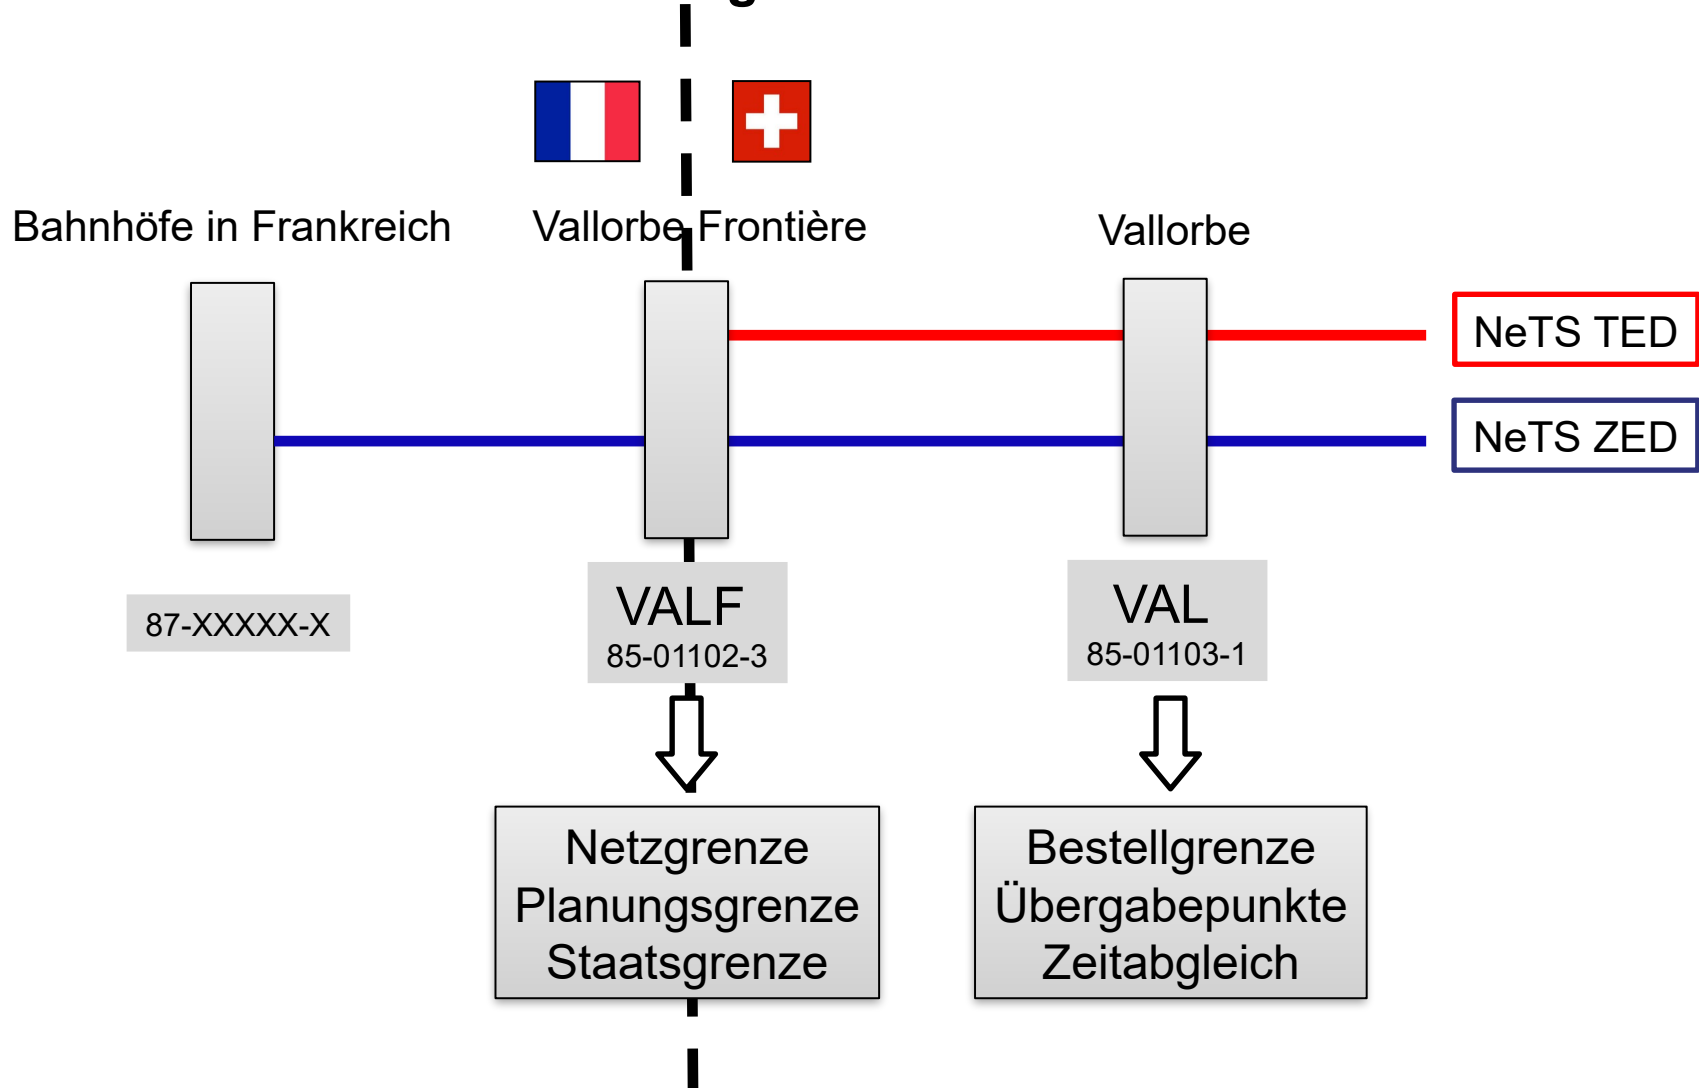 Bahnhöfe in Frankreich
Vallorbe Frontière
Vallorbe
NeTS TED
NeTS ZED
87-XXXXX-X
VALF
85-01102-3
VAL
85-01103-1
Netzgrenze
Planungsgrenze
Staatsgrenze
Bestellgrenze
Übergabepunkte
Zeitabgleich